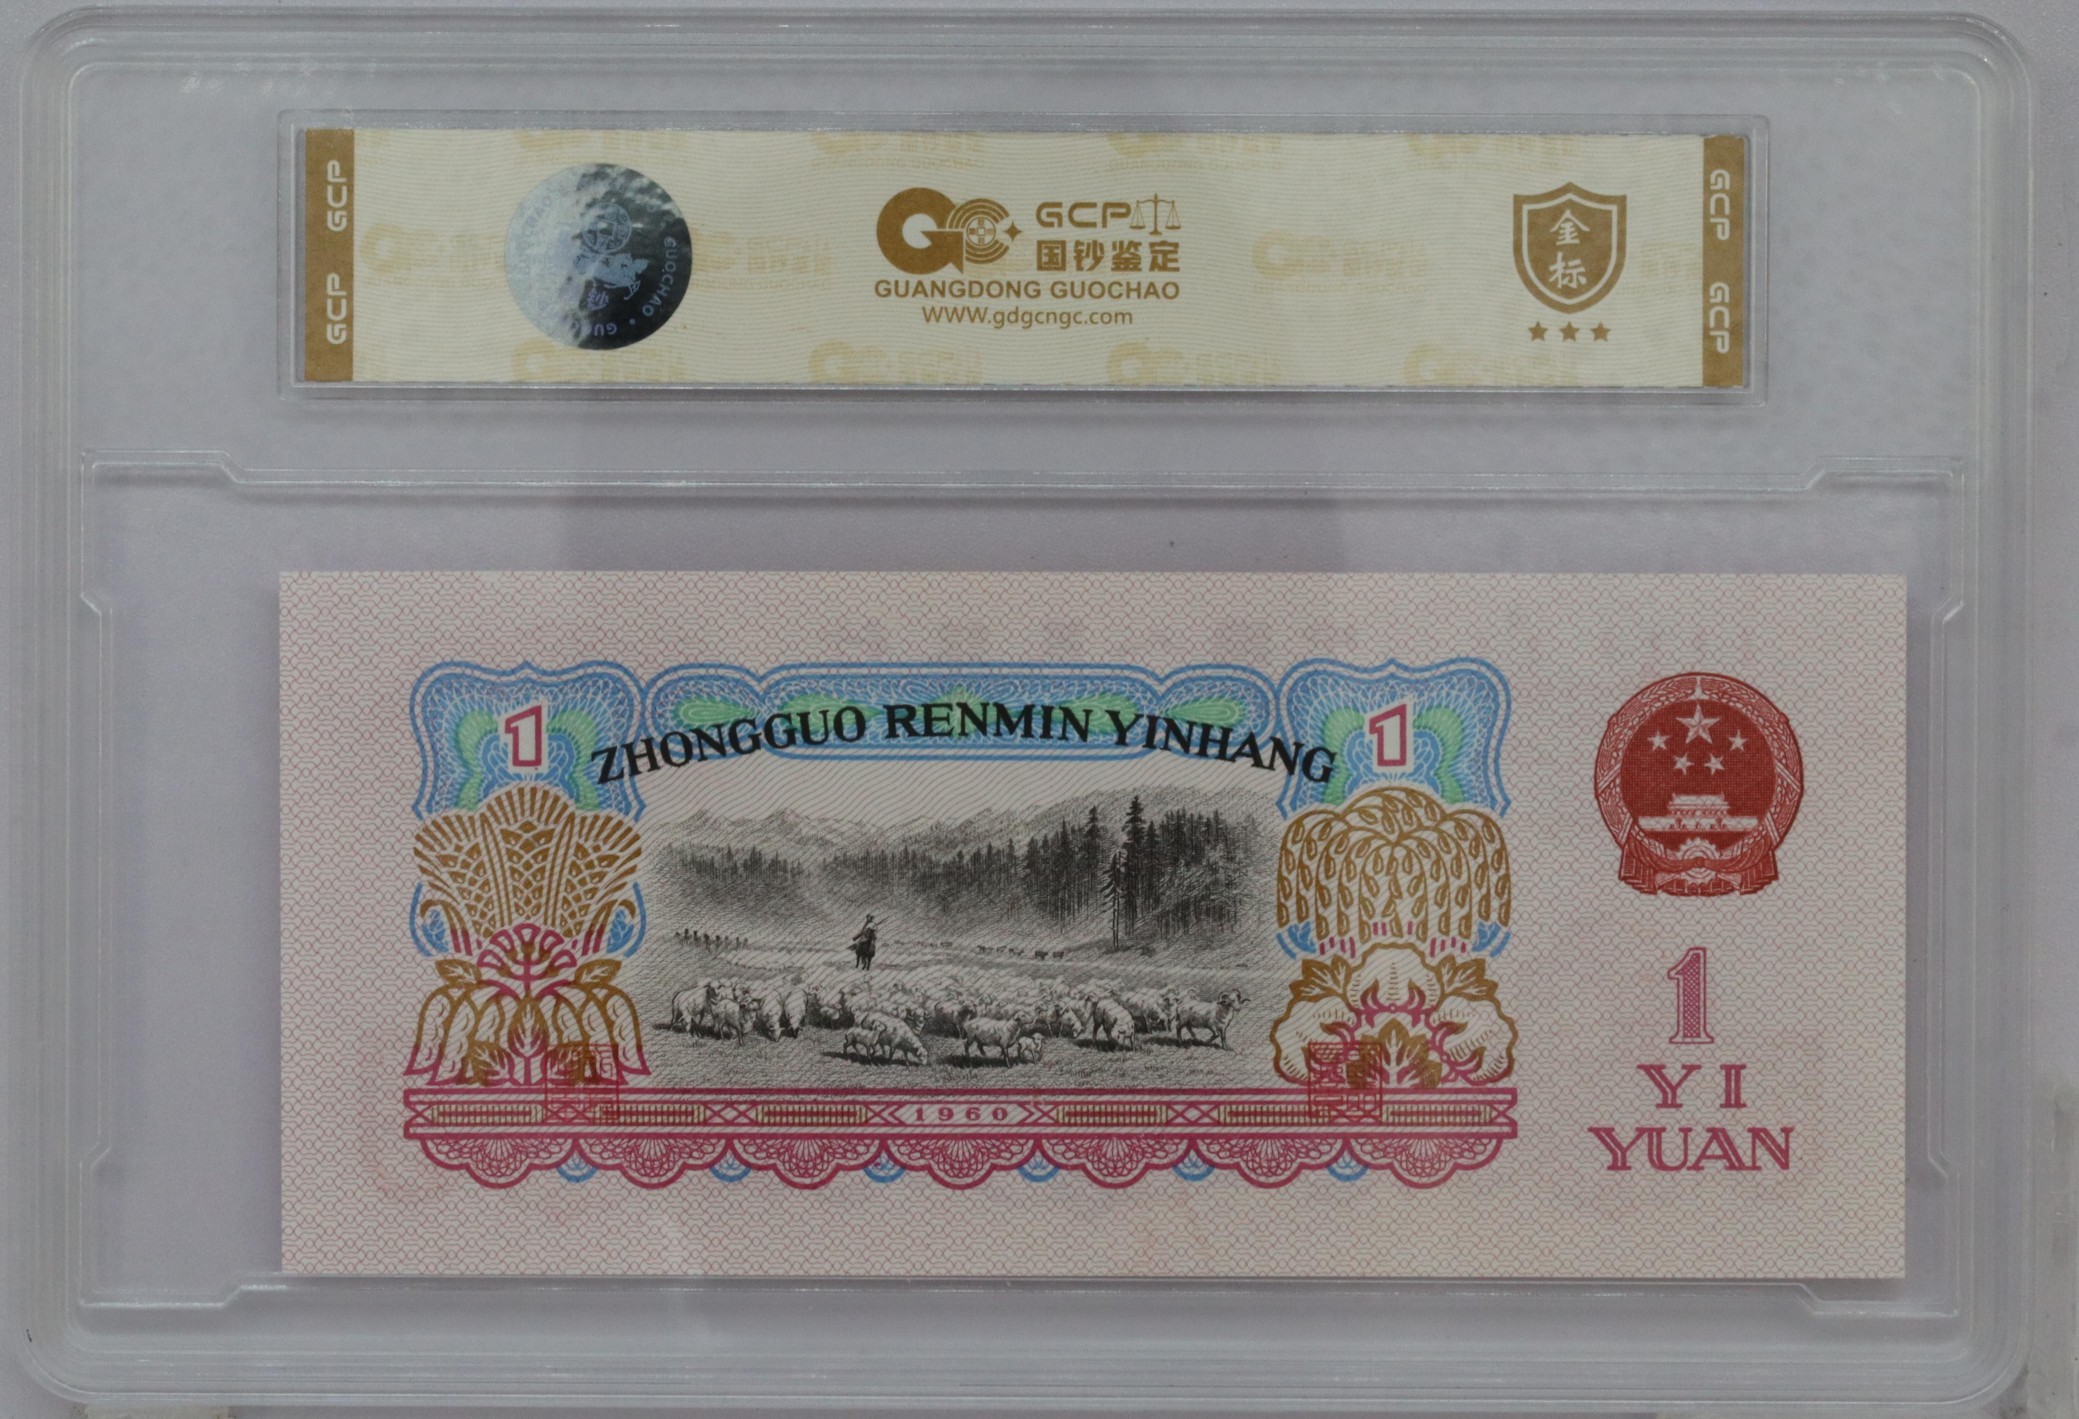 GCP
GCP
GCP
国钞鉴定
GUANGDONG GUOCHAO
WWW.gdgcngc.com
金标
GCP
GCP
GUOCHAO
1
ZHONGGUO RENMIN YINHANG
1
1960
1
YI
YUAN